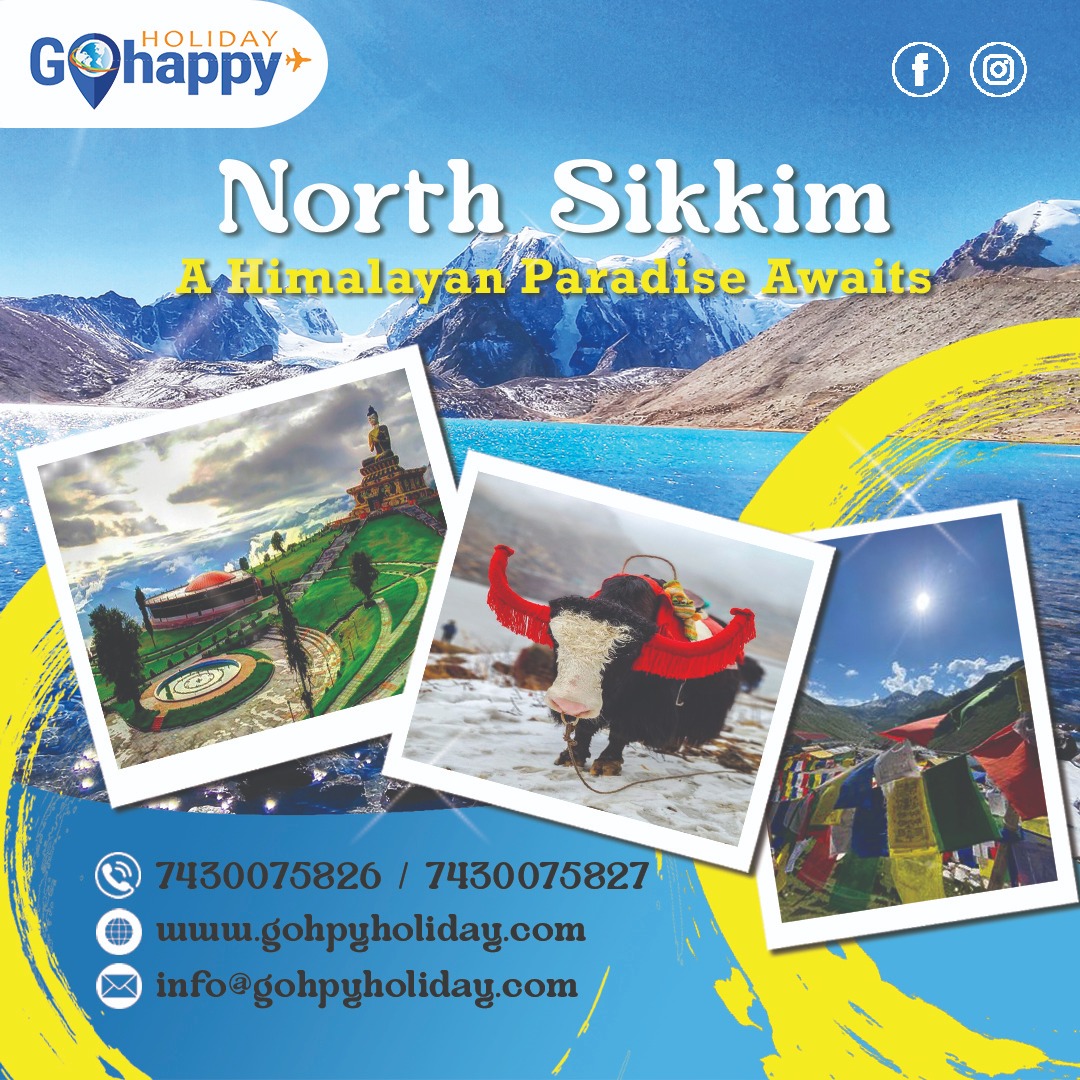 HOLIDAY
GOhappy
North Sikkim
A Himalayan Paradise Awaits
7430075826 / 7430075827
www.gohpyholiday.com
info@gohpyholiday.com